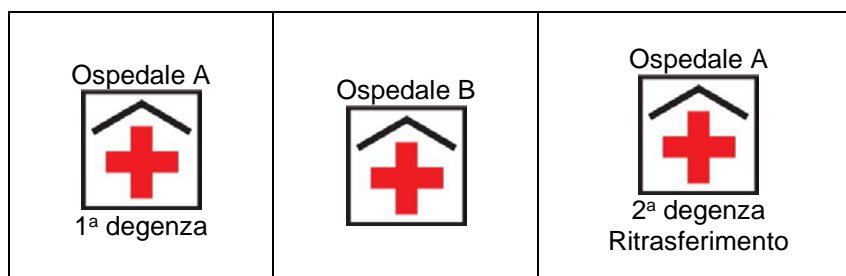 Ospedale A
1ª degenza
Ospedale B
Ospedale A
2ª degenza
Ritrasferimento